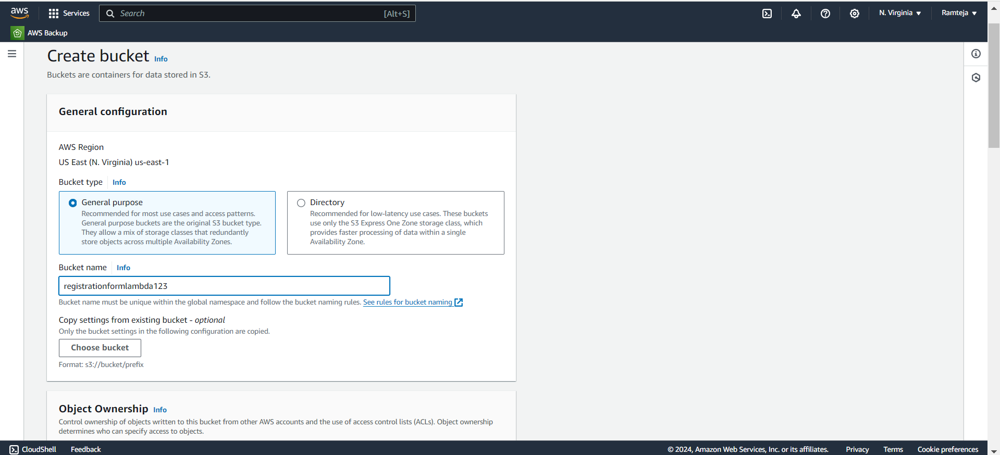 aws
Services
Search
[Alt+S]
N. Virginia
Ramteja
AWS Backup
Create bucket Info
Buckets are containers for data stored in S3.
General configuration
AWS Region
US East (N. Virginia) us-east-1
Bucket type Info
General purpose
Recommended for most use cases and access patterns.
General purpose buckets are the original S3 bucket type.
They allow a mix of storage classes that redundantly
store objects across multiple Availability Zones.
Directory
Recommended for low-latency use cases. These buckets
use only the S3 Express One Zone storage class, which
provides faster processing of data within a single
Availability Zone.
Bucket name Info
registrationformlambda123
Bucket name must be unique within the global namespace and follow the bucket naming rules. See rules for bucket naming
Copy settings from existing bucket - optional
Only the bucket settings in the following configuration are copied.
Choose bucket
Format: s3://bucket/prefix
Object Ownership Info
Control ownership of objects written to this bucket from other AWS accounts and the use of access control lists (ACLs). Object ownership
determines who can specify access to objects.
CloudShell
Feedback
© 2024, Amazon Web Services, Inc. or its affiliates.
Privacy
Terms
Cookie preferences